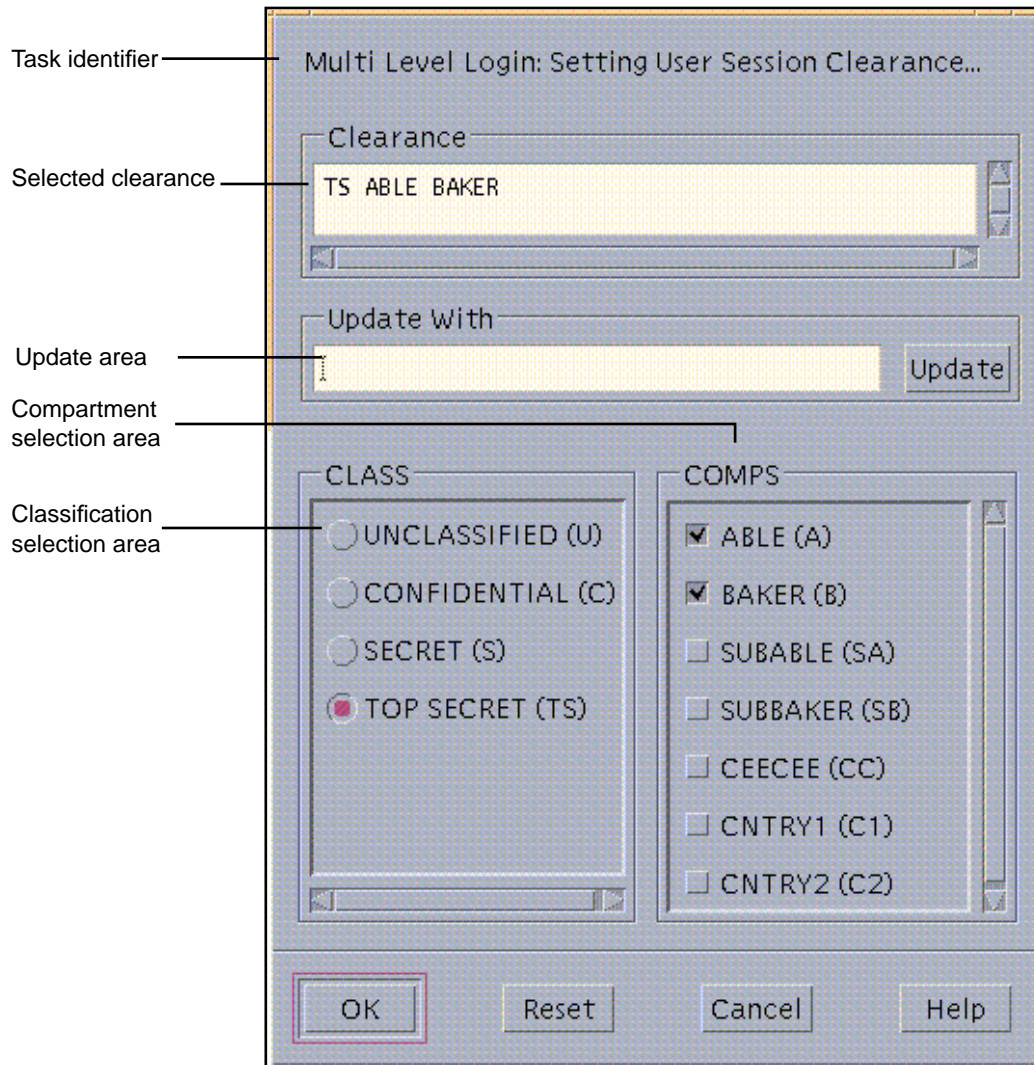 Task identifier
Multi Level Login: Setting User Session Clearance...
Clearance
Selected clearance
TS ABLE BAKER
Update With
Update area
Update
Compartment
selection area
CLASS
COMPS
Classification
selection area
UNCLASSIFIED (U)
CONFIDENTIAL (C)
SECRET (S)
TOP SECRET (TS)
ABLE (A)
BAKER (B)
SUBABLE (SA)
SUBBAKER (SB)
CEECEE (CC)
CNTRY1 (C1)
CNTRY2 (C2)
OK
Reset
Cancel
Help